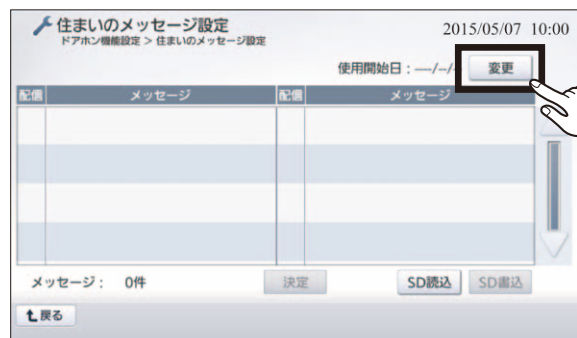 住まいのメッセージ設定
2015/05/07 10:00
ドアホン機能設定 > 住まいのメッセージ設定
使用開始日：----/--/-- 変更
配信 メッセージ 配信 メッセージ
メッセージ： 0件 決定 SD読込 SD書込
戻る